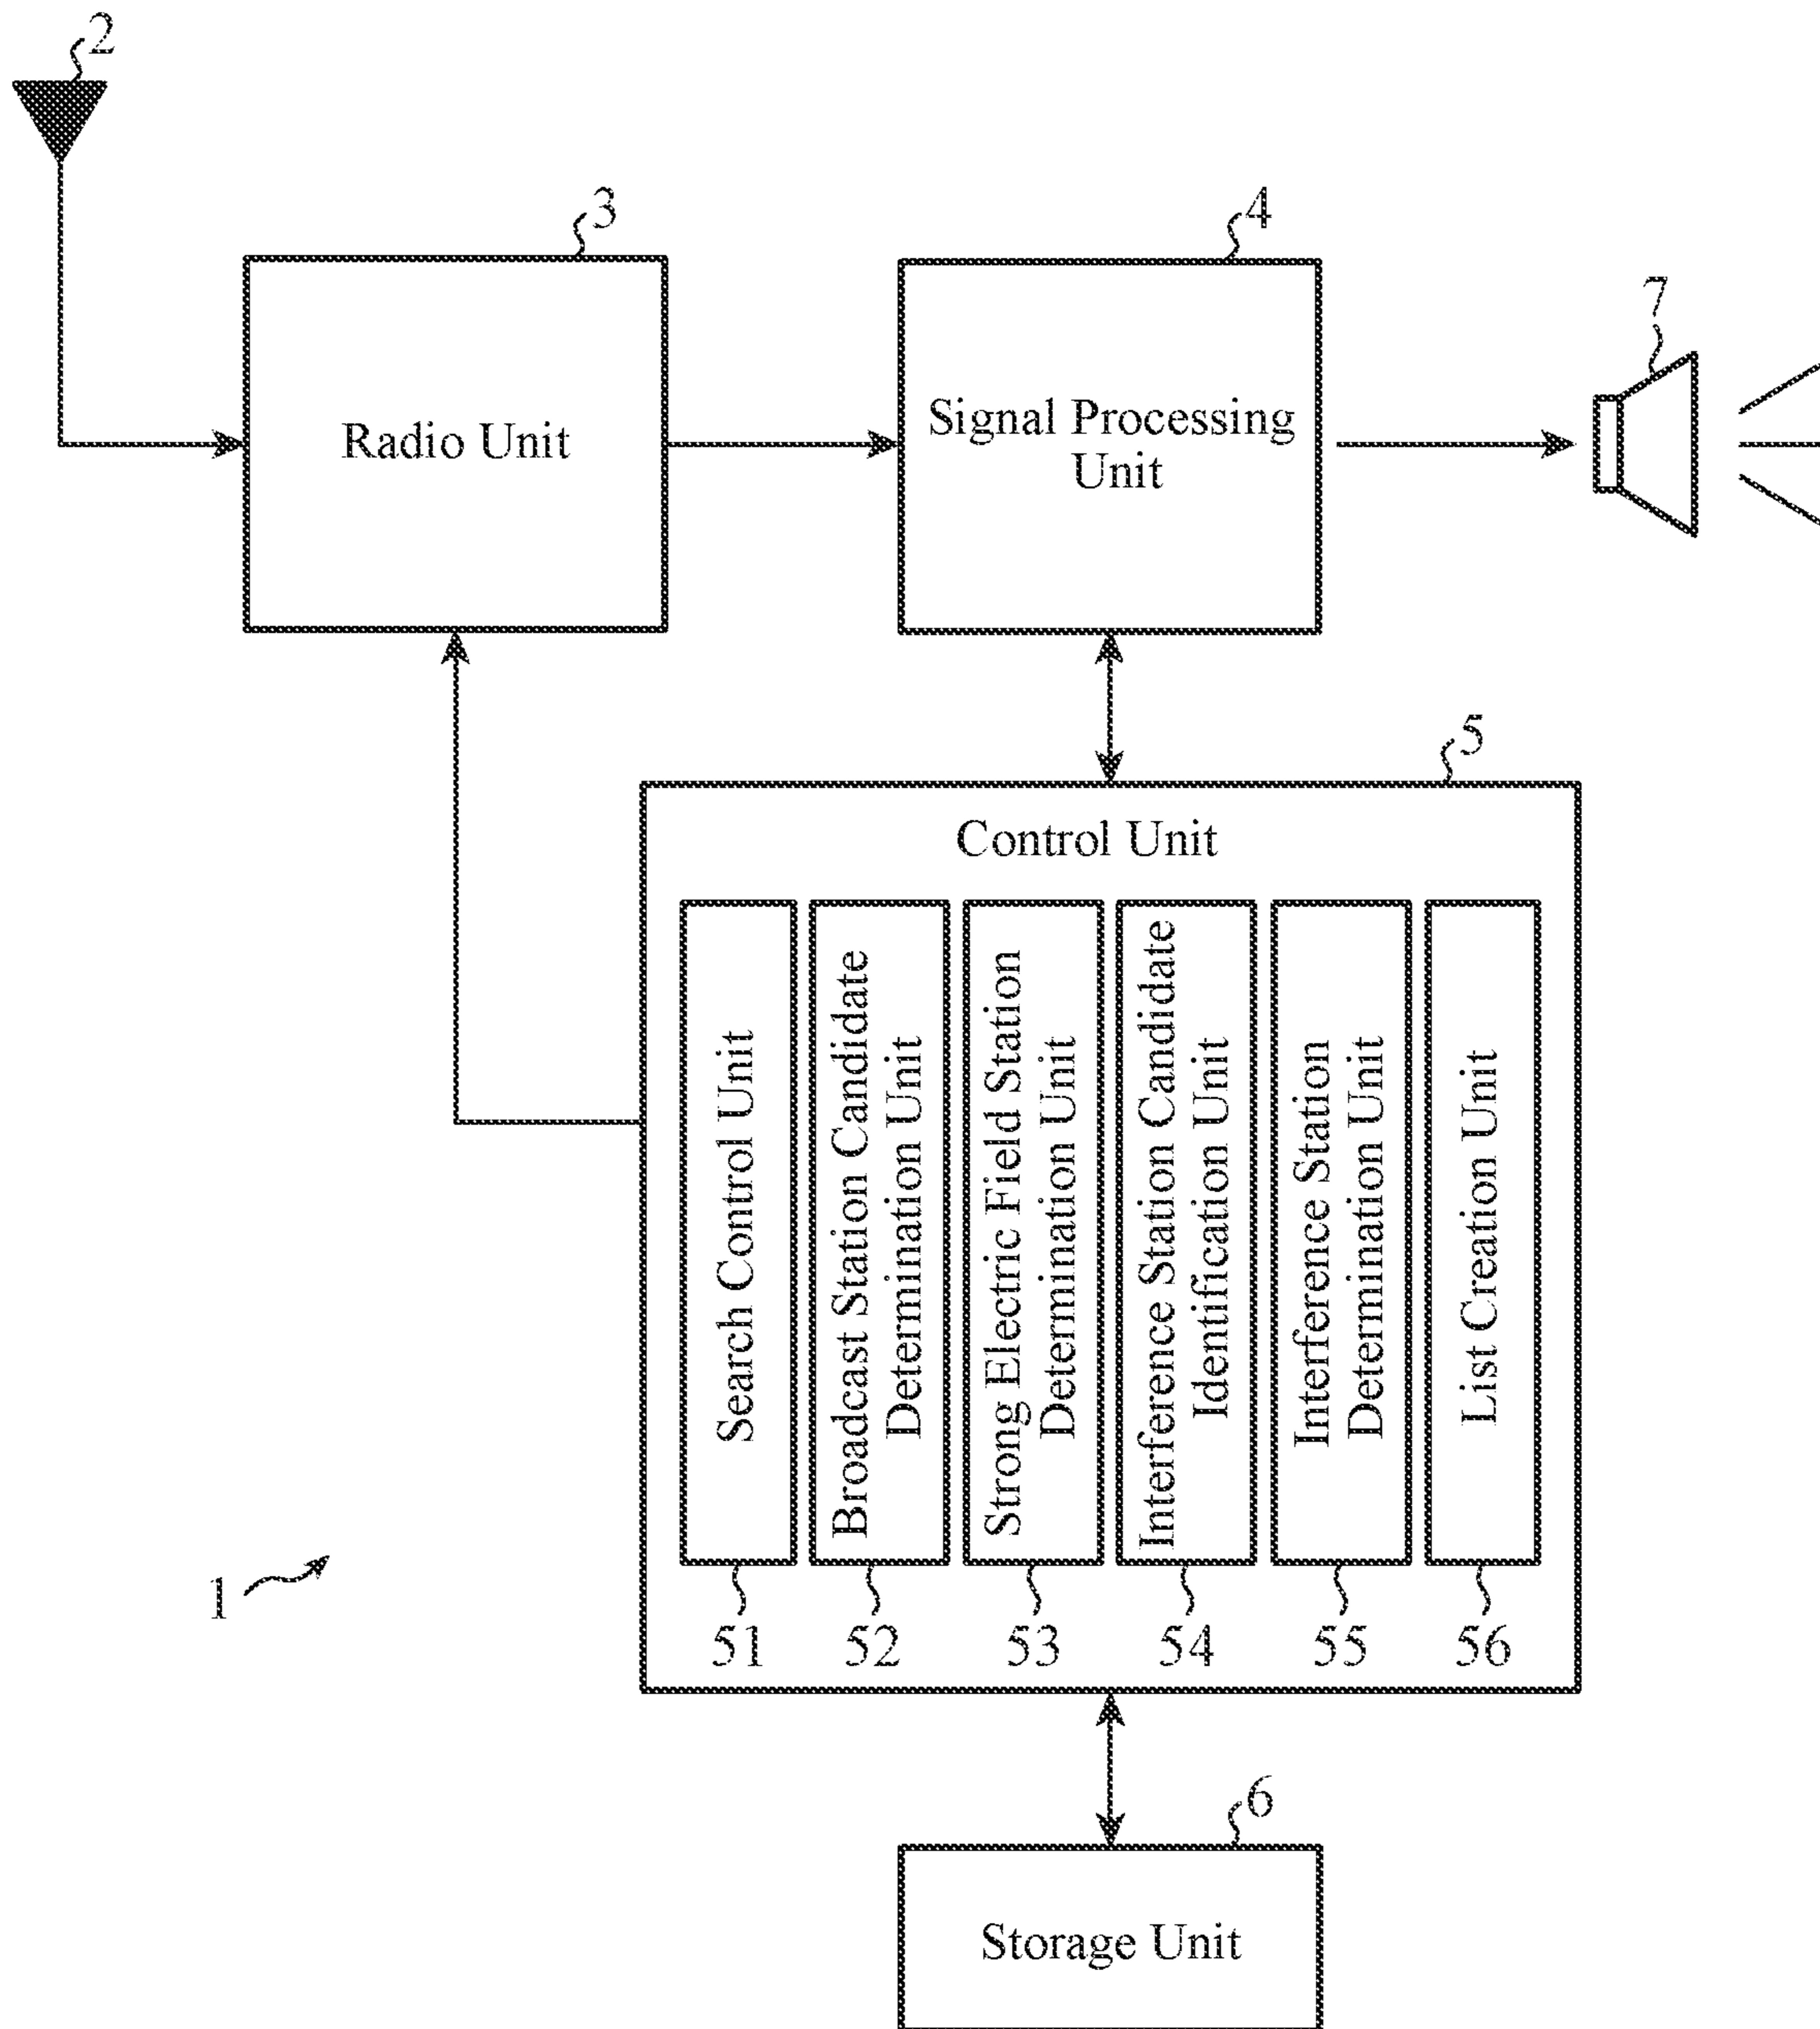 2
3
4
7
Radio Unit
Signal Processing
Unit
5
Control Unit
Search Control Unit
Broadcast Station Candidate
Determination Unit
Strong Electric Field Station
Determination Unit
Interference Station Candidate
Identification Unit
Interference Station
Determination Unit
List Creation Unit
1
51
52
53
54
55
56
6
Storage Unit